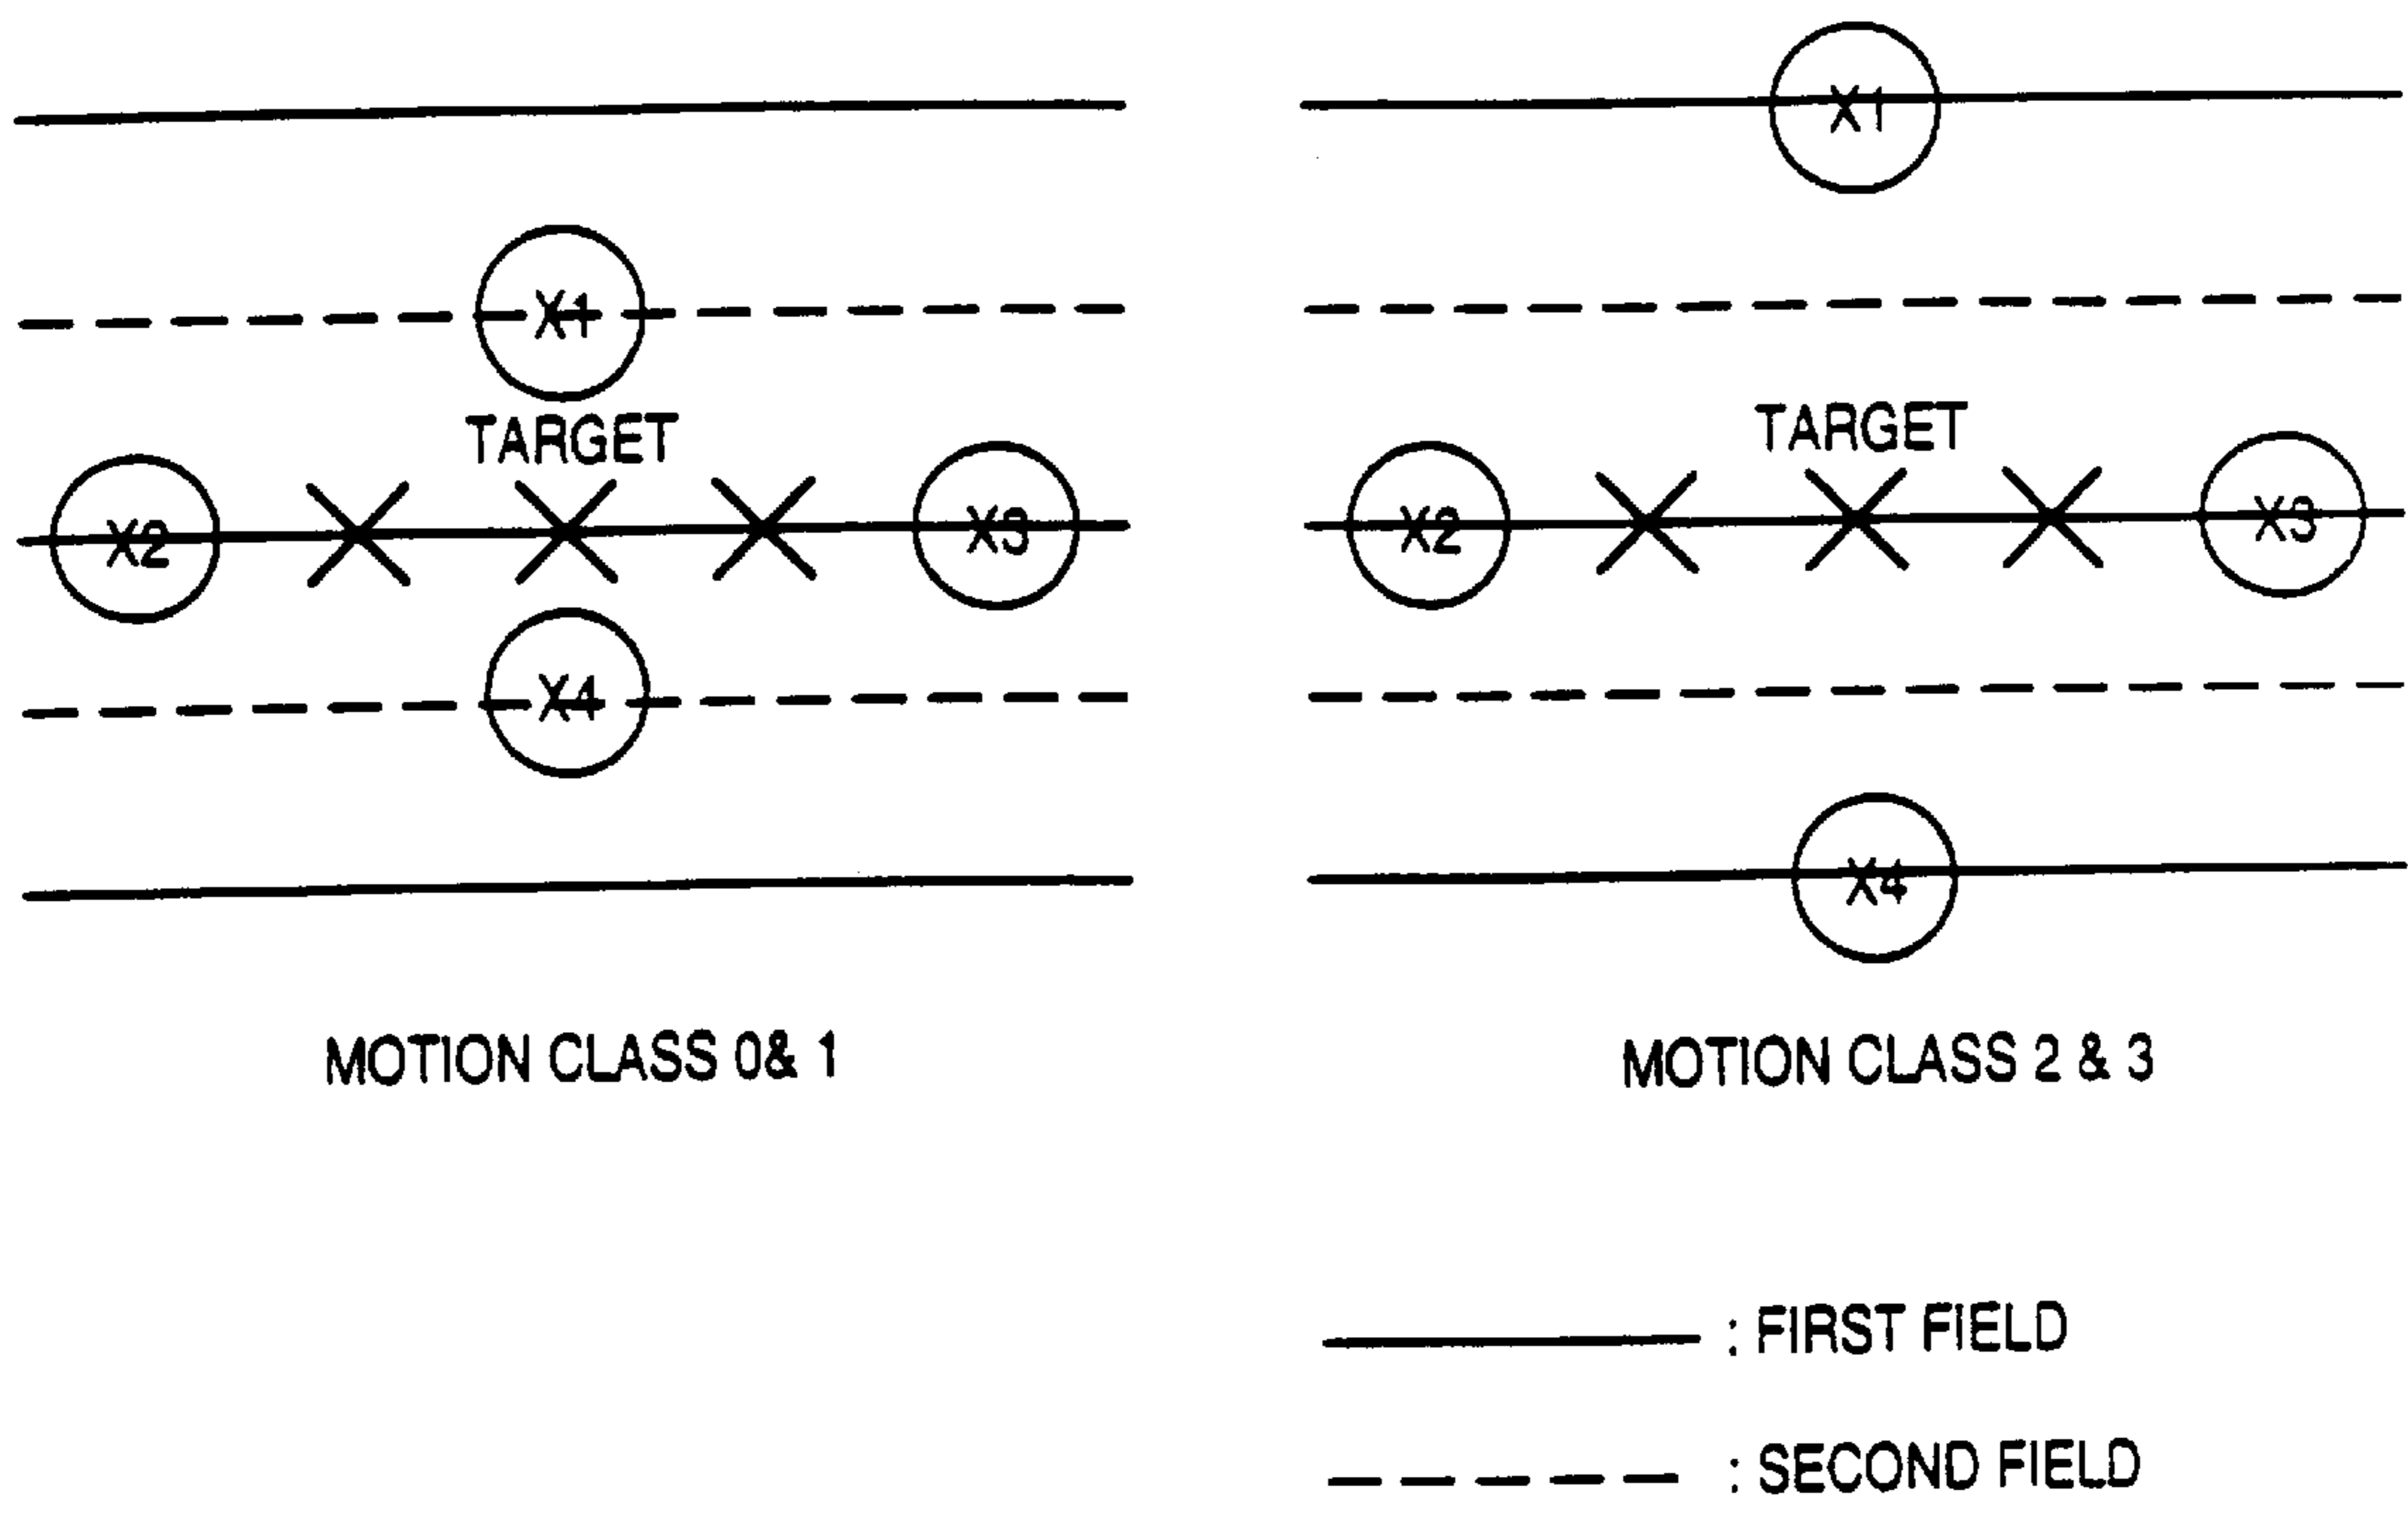 X1
X1
TARGET
TARGET
X2
X3
X2
X3
X4
X4
MOTION CLASS 0& 1
MOTION CLASS 2 & 3
: FIRST FIELD
: SECOND FIELD